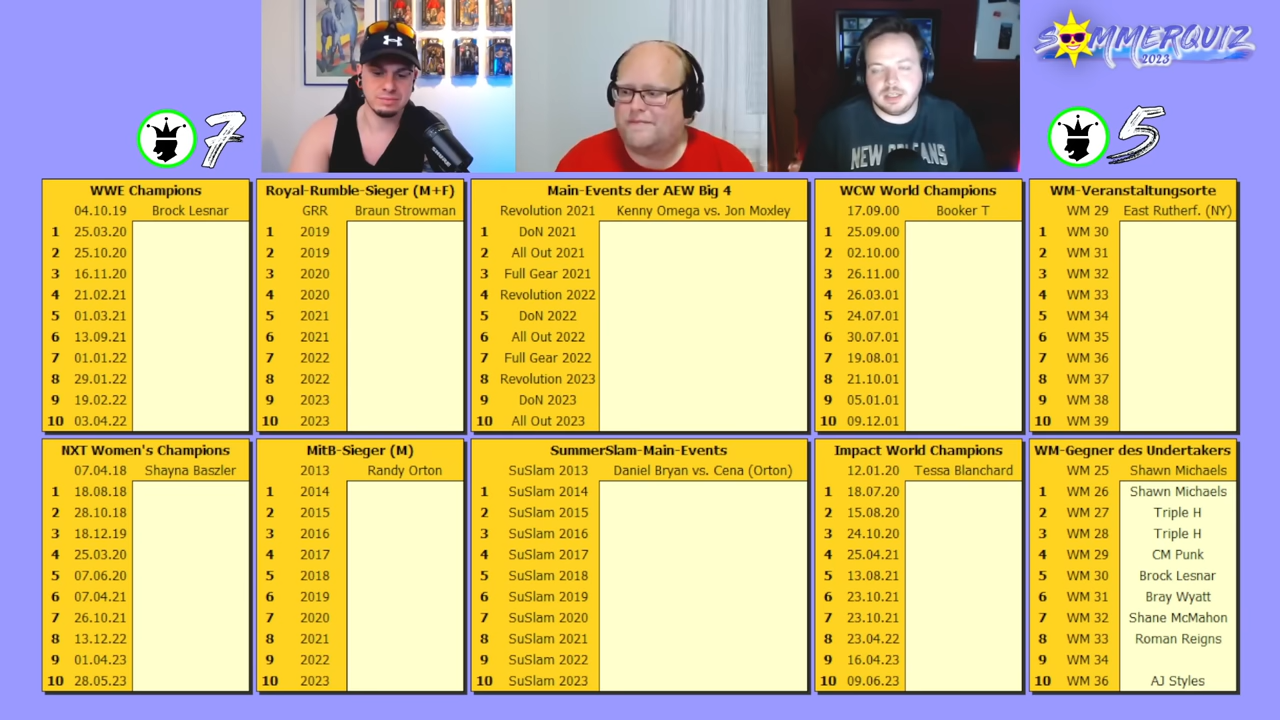 SOMMERQUIZ
2023
7
5
NEW ORLEANS
WWE Champions
04.10.19 Brock Lesnar
1 25.03.20
2 25.10.20
3 16.11.20
4 21.02.21
5 01.03.21
6 13.09.21
7 01.01.22
8 29.01.22
9 19.02.22
10 03.04.22
Royal-Rumble-Sieger (M+F)
GRR Braun Strowman
1 2019
2 2019
3 2020
4 2020
5 2021
6 2021
7 2022
8 2022
9 2023
10 2023
Main-Events der AEW Big 4
Revolution 2021 Kenny Omega vs. Jon Moxley
1 DoN 2021
2 All Out 2021
3 Full Gear 2021
4 Revolution 2022
5 DoN 2022
6 All Out 2022
7 Full Gear 2022
8 Revolution 2023
9 DoN 2023
10 All Out 2023
WCW World Champions
17.09.00 Booker T
1 25.09.00
2 02.10.00
3 26.11.00
4 26.03.01
5 24.07.01
6 30.07.01
7 19.08.01
8 21.10.01
9 05.01.01
10 09.12.01
WM-Veranstaltungsorte
WM 29 East Rutherf. (NY)
1 WM 30
2 WM 31
3 WM 32
4 WM 33
5 WM 34
6 WM 35
7 WM 36
8 WM 37
9 WM 38
10 WM 39
NXT Women's Champions
07.04.18 Shayna Baszler
1 18.08.18
2 28.10.18
3 18.12.19
4 25.03.20
5 07.06.20
6 07.04.21
7 26.10.21
8 13.12.22
9 01.04.23
10 28.05.23
MitB-Sieger (M)
2013 Randy Orton
1 2014
2 2015
3 2016
4 2017
5 2018
6 2019
7 2020
8 2021
9 2022
10 2023
SummerSlam-Main-Events
SuSlam 2013 Daniel Bryan vs. Cena (Orton)
1 SuSlam 2014
2 SuSlam 2015
3 SuSlam 2016
4 SuSlam 2017
5 SuSlam 2018
6 SuSlam 2019
7 SuSlam 2020
8 SuSlam 2021
9 SuSlam 2022
10 SuSlam 2023
Impact World Champions
12.01.20 Tessa Blanchard
1 18.07.20
2 15.08.20
3 24.10.20
4 25.04.21
5 13.08.21
6 23.10.21
7 23.10.21
8 23.04.22
9 16.04.23
10 09.06.23
WM-Gegner des Undertakers
WM 25 Shawn Michaels
1 WM 26 Shawn Michaels
2 WM 27 Triple H
3 WM 28 Triple H
4 WM 29 CM Punk
5 WM 30 Brock Lesnar
6 WM 31 Bray Wyatt
7 WM 32 Shane McMahon
8 WM 33 Roman Reigns
9 WM 34
10 WM 36 AJ Styles